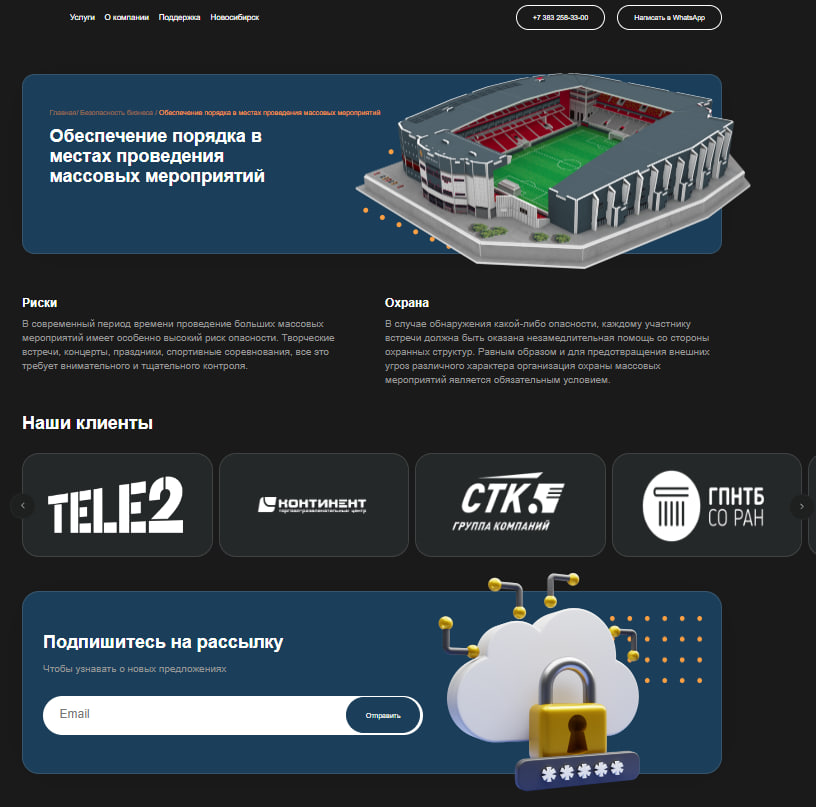 Услуги О компании Поддержка Новосибирск
+7 383 258-33-00
Написать в WhatsApp
Главная/ Безопасность бизнеса / Обеспечение порядка в местах проведения массовых мероприятий
Обеспечение порядка в
местах проведения
массовых мероприятий
Риски
В современный период времени проведение больших массовых
мероприятий имеет особенно высокий риск опасности. Творческие
встречи, концерты, праздники, спортивные соревнования, все это
требует внимательного и тщательного контроля.
Охрана
В случае обнаружения какой-либо опасности, каждому участнику
встречи должна быть оказана незамедлительная помощь со стороны
охранных структур. Равным образом и для предотвращения внешних
угроз различного характера организация охраны массовых
мероприятий является обязательным условием.
Наши клиенты
TELE2
КОНТИНЕНТ
торгово-развлекательные центр
СТК
ГРУППА КОМПАНИЙ
ГПНТБ
СО РАН
Подпишитесь на рассылку
Чтобы узнавать о новых предложениях
Email
Отправить
*****